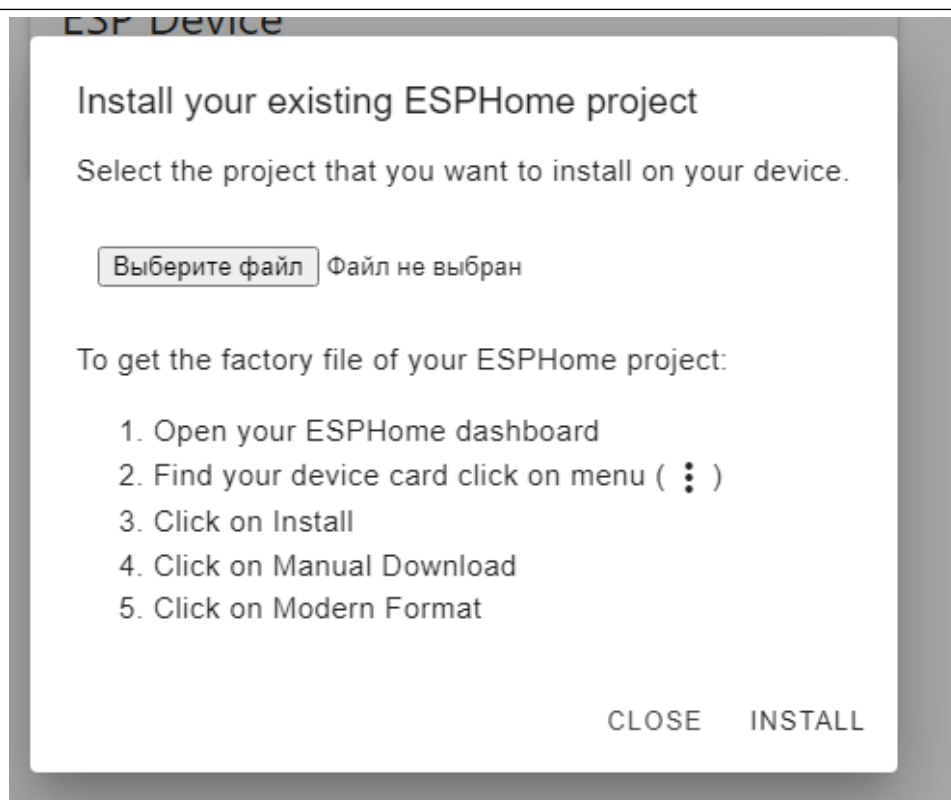 ESP Device
Install your existing ESPHome project
Select the project that you want to install on your device.
Выберите файл Файл не выбран
To get the factory file of your ESPHome project:
1. Open your ESPHome dashboard
2. Find your device card click on menu ( ⋮ )
3. Click on Install
4. Click on Manual Download
5. Click on Modern Format
CLOSE INSTALL